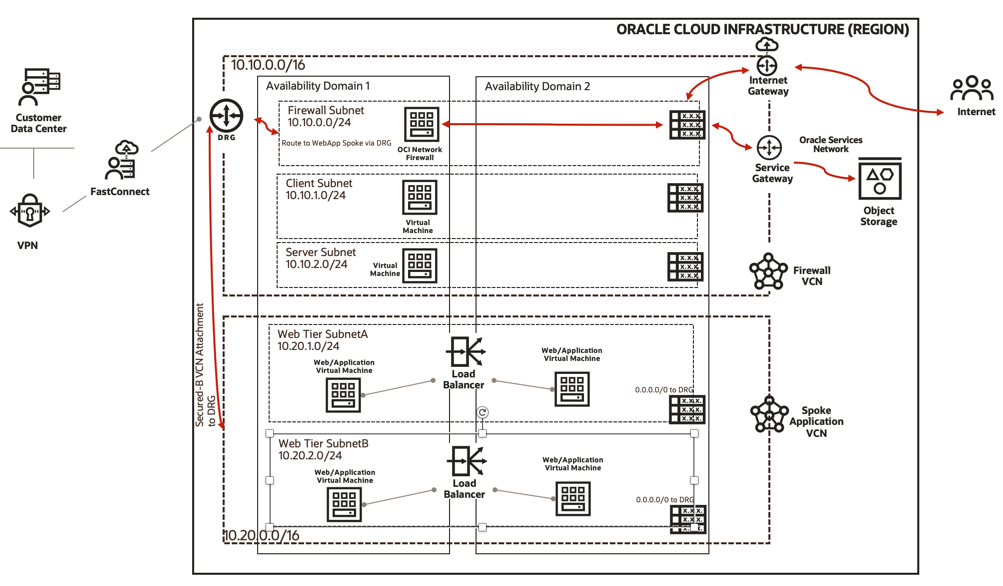 ORACLE CLOUD INFRASTRUCTURE (REGION)
10.10.0.0/16
Availability Domain 1
Availability Domain 2
Internet
Gateway
Customer
Data Center
FastConnect
VPN
DRG
Firewall Subnet
10.10.0.0/24
Route to WebApp Spoke via DRG
OCI Network
Firewall
X.X.X
X.X.X
X.X.X
Internet
Service
Gateway
Oracle Services
Network
Object
Storage
Client Subnet
10.10.1.0/24
Virtual
Machine
X.X.X
X.X.X
X.X.X
Server Subnet
10.10.2.0/24
Virtual
Machine
X.X.X
X.X.X
X.X.X
Firewall
VCN
Secured-B VCN Attachment
to DRG
Web Tier SubnetA
10.20.1.0/24
Web/Application
Virtual Machine
Load
Balancer
Web/Application
Virtual Machine
0.0.0.0/0 to DRG
X.X.X
X.X.X
X.X.X
Spoke
Application
VCN
Web Tier SubnetB
10.20.2.0/24
Web/Application
Virtual Machine
Load
Balancer
Web/Application
Virtual Machine
0.0.0.0/0 to DRG
X.X.X
X.X.X
X.X.X
10.20.0.0/16